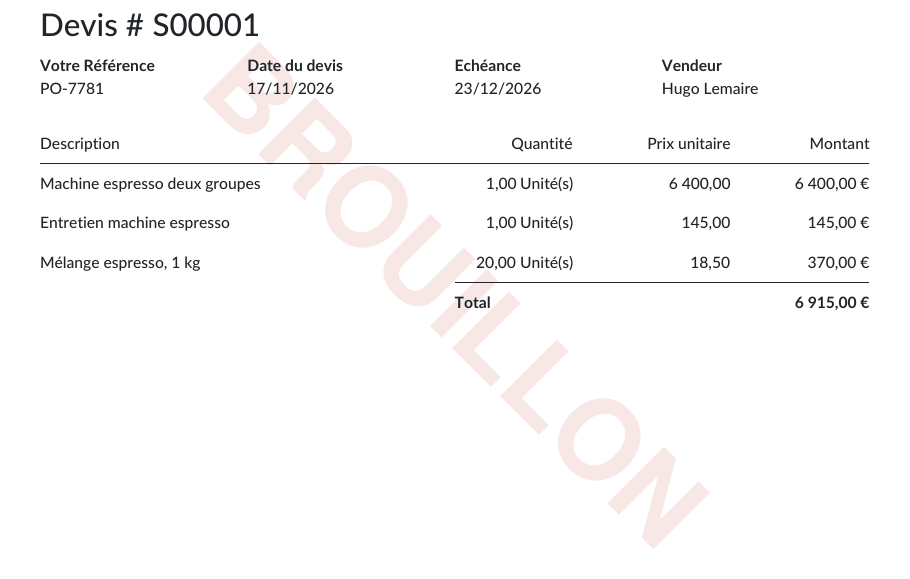 Devis # S00001
Votre Référence Date du devis Echéance Vendeur
PO-7781 17/11/2026 23/12/2026 Hugo Lemaire
Description Quantité Prix unitaire Montant
Machine espresso deux groupes 1,00 Unité(s) 6 400,00 6 400,00 €
Entretien machine espresso 1,00 Unité(s) 145,00 145,00 €
Mélange espresso, 1 kg 20,00 Unité(s) 18,50 370,00 €
Total 6 915,00 €
BROUILLON